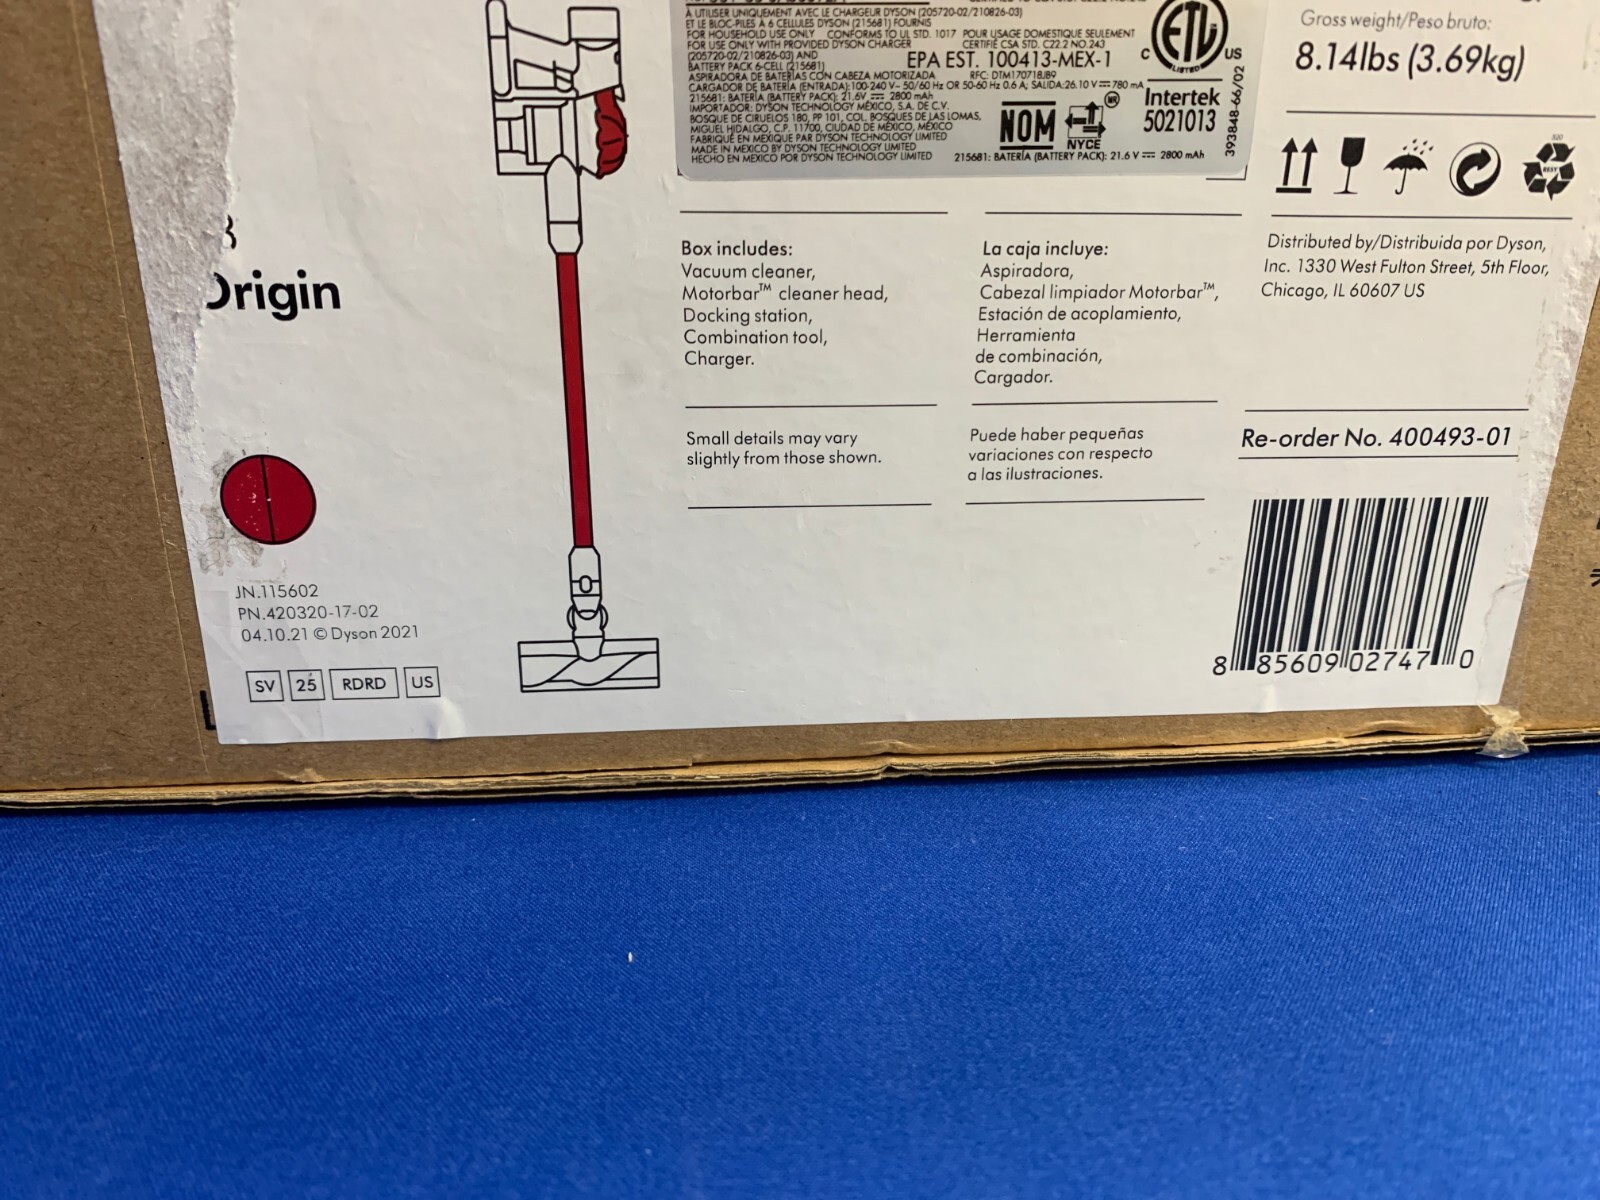 Origin
JN.115602
PN.420320-17-02
04.10.21 © Dyson 2021
SV 25 RDRD US
À UTILISER UNIQUEMENT AVEC LE CHARGEUR DYSON (205720-02/210826-03)
ET LE BLOC-PILES À 6 CELLULES DYSON (215681) FOURNIS
FOR HOUSEHOLD USE ONLY CONFORMS TO UL STD. 1017 POUR USAGE DOMESTIQUE SEULEMENT
FOR USE ONLY WITH PROVIDED DYSON CHARGER CERTIFIÉ CSA STD. C22.2 NO.243
(205720-02/210826-03) AND
BATTERY PACK 6-CELL (215681)
EPA EST. 100413-MEX-1
ASPIRADORA DE BATERÍAS CON CABEZA MOTORIZADA RFC: DTM170718J89
CARGADOR DE BATERÍA (ENTRADA): 100-240 V~ 50/60 Hz OR 50-60 Hz 0.6 A; SALIDA: 26.10 V⎓ 780 mA
215681: BATERÍA (BATTERY PACK): 21.6V ⎓ 2800 mAh
IMPORTADOR: DYSON TECHNOLOGY MÉXICO, S.A. DE C.V.
BOSQUE DE CIRUELOS 180, PP 101, COL. BOSQUES DE LAS LOMAS,
MIGUEL HIDALGO, C.P. 11700, CIUDAD DE MÉXICO, MÉXICO
FABRIQUÉ EN MEXIQUE PAR DYSON TECHNOLOGY LIMITED
MADE IN MEXICO BY DYSON TECHNOLOGY LIMITED
HECHO EN MÉXICO POR DYSON TECHNOLOGY LIMITED
215681: BATERÍA (BATTERY PACK): 21.6 V ⎓ 2800 mAh
NOM
NYCE
C ETL US
LISTED
Intertek
5021013
393848-66/02
Gross weight/Peso bruto:
8.14lbs (3.69kg)
Box includes:
Vacuum cleaner,
Motorbar™ cleaner head,
Docking station,
Combination tool,
Charger.
Small details may vary
slightly from those shown.
La caja incluye:
Aspiradora,
Cabezal limpiador Motorbar™,
Estación de acoplamiento,
Herramienta
de combinación,
Cargador.
Puede haber pequeñas
variaciones con respecto
a las ilustraciones.
Distributed by/Distribuida por Dyson,
Inc. 1330 West Fulton Street, 5th Floor,
Chicago, IL 60607 US
Re-order No. 400493-01
8 85609 02747 0